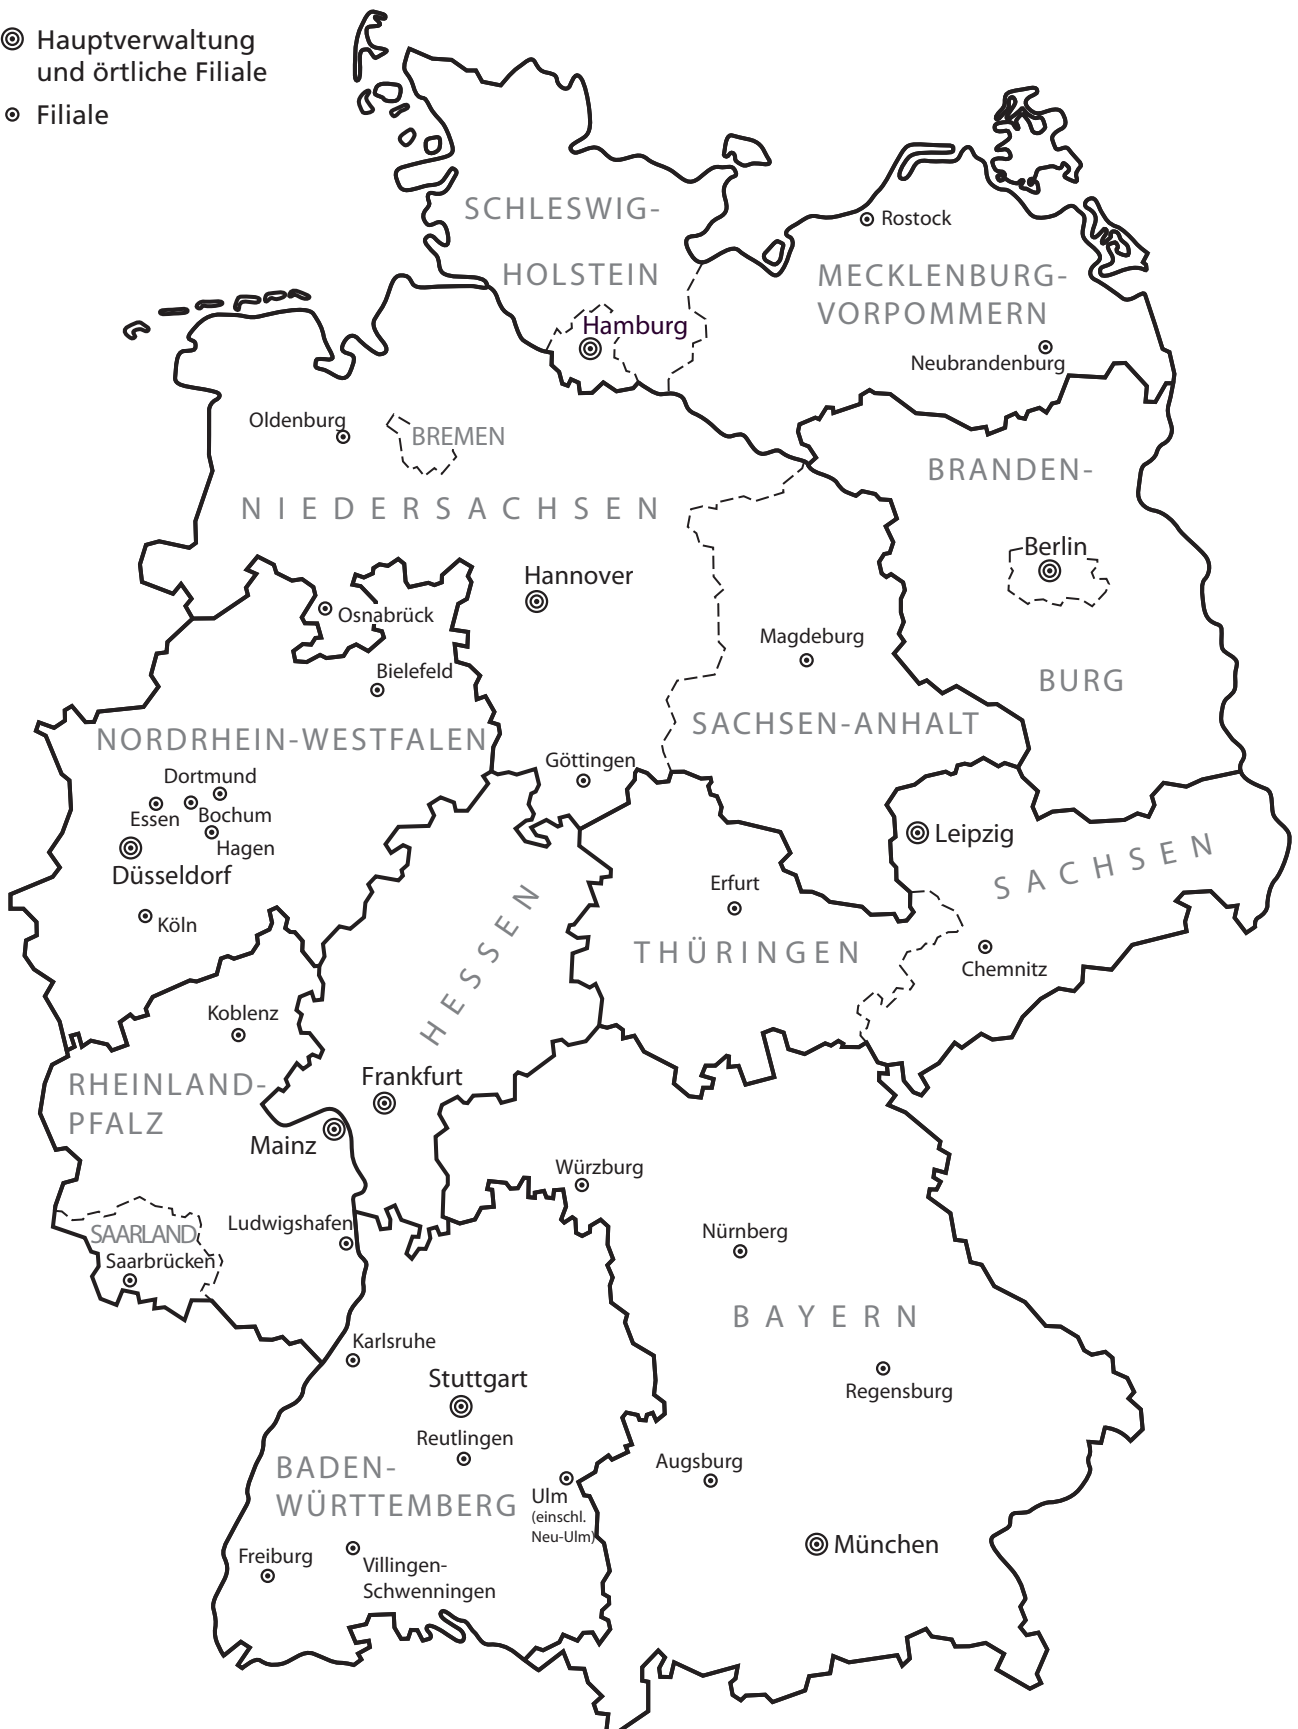 Hauptverwaltung
und örtliche Filiale
Filiale
SCHLESWIG-
HOLSTEIN
Hamburg
Rostock
MECKLENBURG-
VORPOMMERN
Neubrandenburg
Oldenburg
BREMEN
NIEDERSACHSEN
BRANDEN-
Berlin
BURG
Hannover
Osnabrück
Magdeburg
Bielefeld
NORDRHEIN-WESTFALEN
SACHSEN-ANHALT
Göttingen
Dortmund
Essen
Bochum
Hagen
Düsseldorf
Köln
Leipzig
SACHSEN
Erfurt
THÜRINGEN
Chemnitz
HESSEN
Koblenz
RHEINLAND-
PFALZ
Frankfurt
Mainz
Würzburg
SAARLAND
Ludwigshafen
Saarbrücken
Nürnberg
BAYERN
Karlsruhe
Stuttgart
Regensburg
Reutlingen
BADEN-
WÜRTTEMBERG
Augsburg
Ulm
(einschl.
Neu-Ulm)
München
Freiburg
Villingen-
Schwenningen